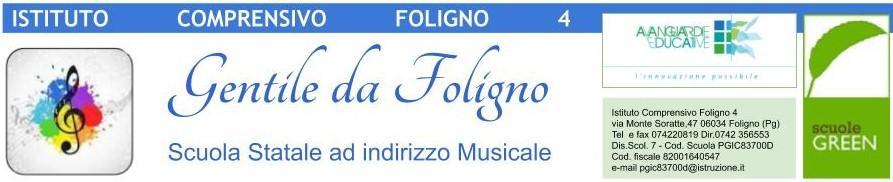 ISTITUTO COMPRENSIVO FOLIGNO 4
Gentile da Foligno
Scuola Statale ad indirizzo Musicale
AVANGUARDIE
EDUCATIVE
l'innovazione possibile
Istituto Comprensivo Foligno 4
via Monte Soratte,47 06034 Foligno (Pg)
Tel e fax 074220819 Dir.0742 356553
Dis.Scol. 7 - Cod. Scuola PGIC83700D
Cod. fiscale 82001640547
e-mail pgic83700d@istruzione.it
scuole
GREEN